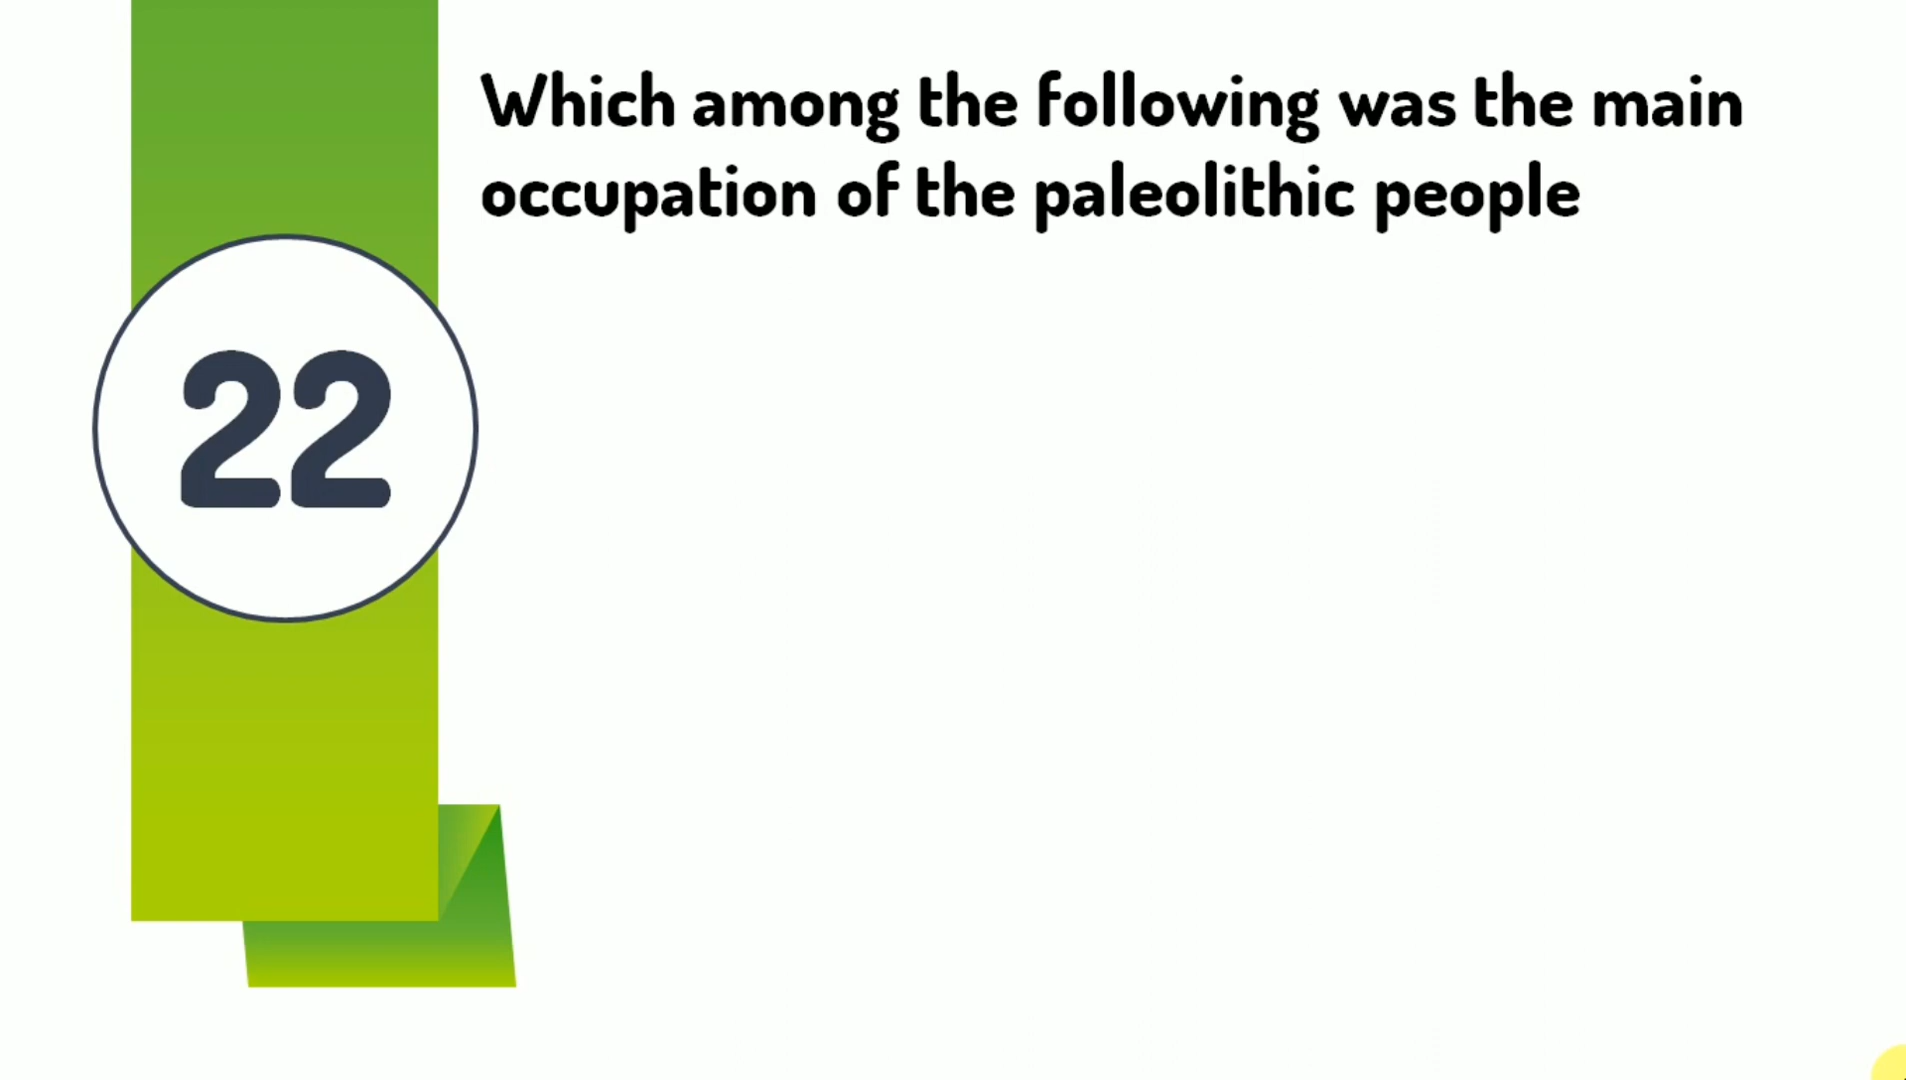 Which among the following was the main
occupation of the paleolithic people
22